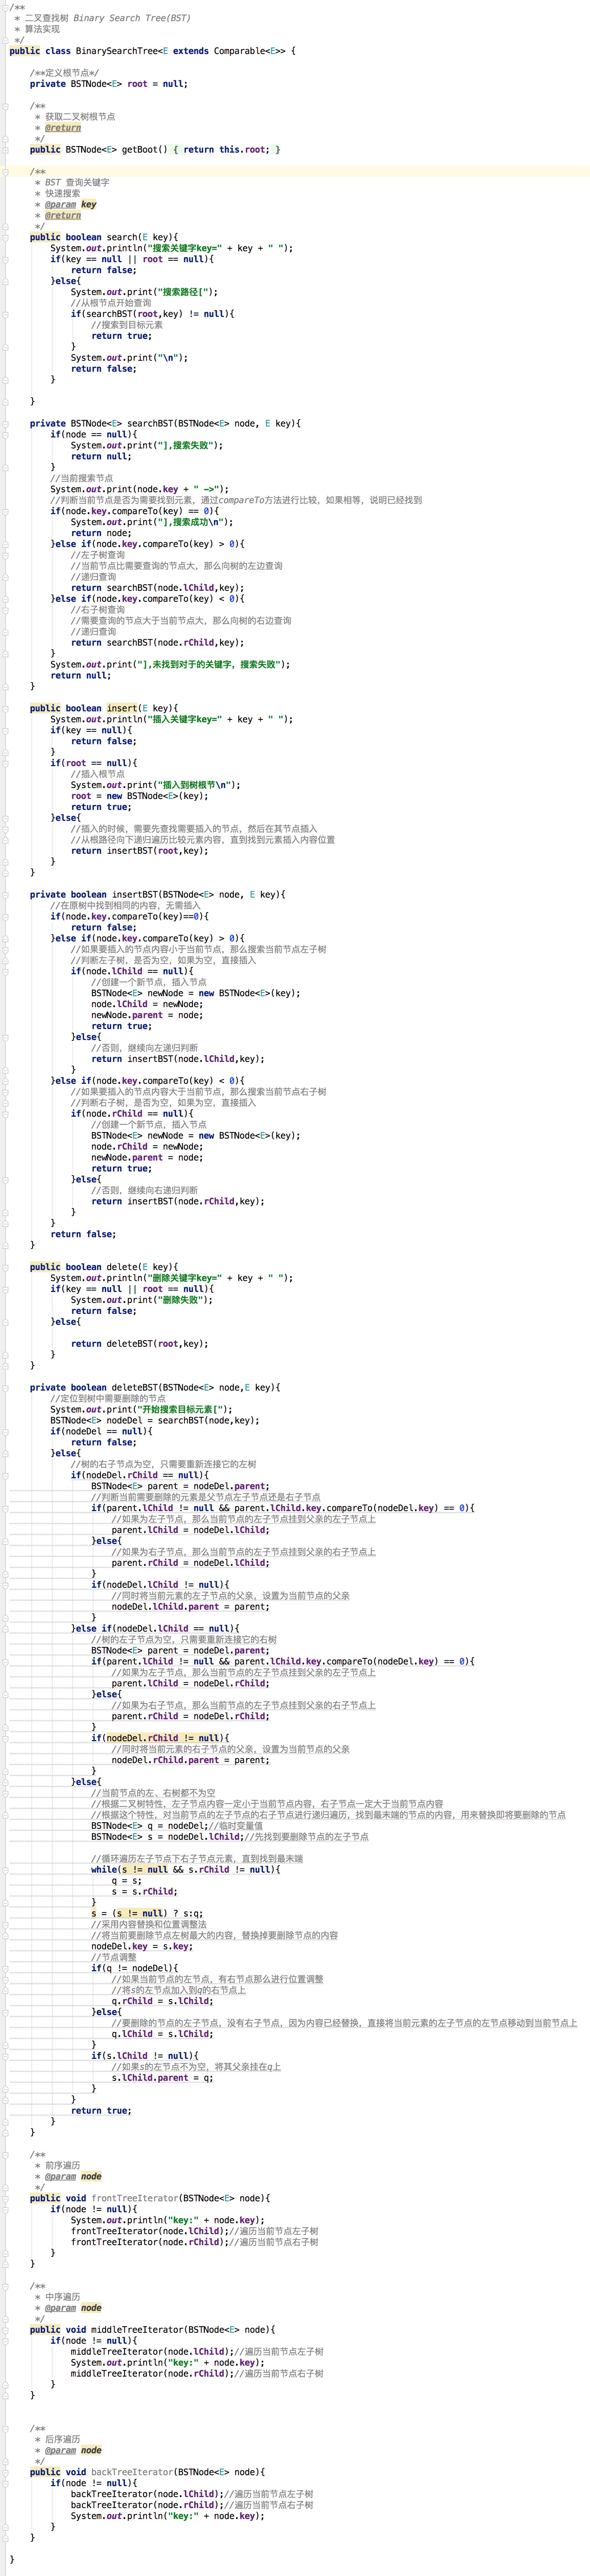 /**
 * 二叉查找树 Binary Search Tree(BST)
 * 算法实现
 */
public class BinarySearchTree<E extends Comparable<E>> {

    /**定义根节点*/
    private BSTNode<E> root = null;

    /**
     * 获取二叉树根节点
     * @return
     */
    public BSTNode<E> getBoot() { return this.root; }

    /**
     * BST 查询关键字
     * 快速搜索
     * @param key
     * @return
     */
    public boolean search(E key){
        System.out.println("搜索关键字key=" + key + " ");
        if(key == null || root == null){
            return false;
        }else{
            System.out.print("搜索路径[");
            //从根节点开始查询
            if(searchBST(root,key) != null){
                //搜索到目标元素
                return true;
            }
            System.out.print("\n");
            return false;
        }

    }

    private BSTNode<E> searchBST(BSTNode<E> node, E key){
        if(node == null){
            System.out.print("],搜索失败");
            return null;
        }
        //当前搜索节点
        System.out.print(node.key + " ->");
        //判断当前节点是否为需要找到元素，通过compareTo方法进行比较，如果相等，说明已经找到
        if(node.key.compareTo(key) == 0){
            System.out.print("],搜索成功\n");
            return node;
        }else if(node.key.compareTo(key) > 0){
            //左子树查询
            //当前节点比需要查询的节点大，那么向树的左边查询
            //递归查询
            return searchBST(node.lChild,key);
        }else if(node.key.compareTo(key) < 0){
            //右子树查询
            //需要查询的节点大于当前节点大，那么向树的右边查询
            //递归查询
            return searchBST(node.rChild,key);
        }
        System.out.print("],未找到对于的关键字，搜索失败");
        return null;
    }

    public boolean insert(E key){
        System.out.println("插入关键字key=" + key + " ");
        if(key == null){
            return false;
        }
        if(root == null){
            //插入根节点
            System.out.print("插入到树根节\n");
            root = new BSTNode<E>(key);
            return true;
        }else{
            //插入的时候，需要先查找需要插入的节点，然后在其节点插入
            //从根路径向下递归遍历比较元素内容，直到找到元素插入内容位置
            return insertBST(root,key);
        }
    }

    private boolean insertBST(BSTNode<E> node, E key){
        //在原树中找到相同的内容，无需插入
        if(node.key.compareTo(key)==0){
            return false;
        }else if(node.key.compareTo(key) > 0){
            //如果要插入的节点内容小于当前节点，那么搜索当前节点左子树
            //判断左子树，是否为空，如果为空，直接插入
            if(node.lChild == null){
                //创建一个新节点，插入节点
                BSTNode<E> newNode = new BSTNode<E>(key);
                node.lChild = newNode;
                newNode.parent = node;
                return true;
            }else{
                //否则，继续向左递归判断
                return insertBST(node.lChild,key);
            }
        }else if(node.key.compareTo(key) < 0){
            //如果要插入的节点内容大于当前节点，那么搜索当前节点右子树
            //判断右子树，是否为空，如果为空，直接插入
            if(node.rChild == null){
                //创建一个新节点，插入节点
                BSTNode<E> newNode = new BSTNode<E>(key);
                node.rChild = newNode;
                newNode.parent = node;
                return true;
            }else{
                //否则，继续向右递归判断
                return insertBST(node.rChild,key);
            }
        }
        return false;
    }

    public boolean delete(E key){
        System.out.println("删除关键字key=" + key + " ");
        if(key == null || root == null){
            System.out.print("删除失败");
            return false;
        }else{

            return deleteBST(root,key);
        }
    }

    private boolean deleteBST(BSTNode<E> node,E key){
        //定位到树中需要删除的节点
        System.out.print("开始搜索目标元素[");
        BSTNode<E> nodeDel = searchBST(node,key);
        if(nodeDel == null){
            return false;
        }else{
            //树的右子节点为空，只需要重新连接它的左树
            if(nodeDel.rChild == null){
                BSTNode<E> parent = nodeDel.parent;
                //判断当前需要删除的元素是父节点左子节点还是右子节点
                if(parent.lChild != null && parent.lChild.key.compareTo(nodeDel.key) == 0){
                    //如果为左子节点，那么当前节点的左子节点挂到父亲的左子节点上
                    parent.lChild = nodeDel.lChild;
                }else{
                    //如果为右子节点，那么当前节点的左子节点挂到父亲的右子节点上
                    parent.rChild = nodeDel.lChild;
                }
                if(nodeDel.lChild != null){
                    //同时将当前元素的左子节点的父亲，设置为当前节点的父亲
                    nodeDel.lChild.parent = parent;
                }
            }else if(nodeDel.lChild == null){
                //树的左子节点为空，只需要重新连接它的右树
                BSTNode<E> parent = nodeDel.parent;
                if(parent.lChild != null && parent.lChild.key.compareTo(nodeDel.key) == 0){
                    //如果为左子节点，那么当前节点的左子节点挂到父亲的左子节点上
                    parent.lChild = nodeDel.rChild;
                }else{
                    //如果为右子节点，那么当前节点的左子节点挂到父亲的右子节点上
                    parent.rChild = nodeDel.rChild;
                }
                if(nodeDel.rChild != null){
                    //同时将当前元素的右子节点的父亲，设置为当前节点的父亲
                    nodeDel.rChild.parent = parent;
                }
            }else{
                //当前节点的左、右树都不为空
                //根据二叉树特性，左子节点内容一定小于当前节点内容，右子节点一定大于当前节点内容
                //根据这个特性，对当前节点的左子节点的右子节点进行递归遍历，找到最末端的节点的内容，用来替换即将要删除的节点
                BSTNode<E> q = nodeDel;//临时变量值
                BSTNode<E> s = nodeDel.lChild;//先找到要删除节点的左子节点

                //循环遍历左子节点下右子节点元素，直到找到最末端
                while(s != null && s.rChild != null){
                    q = s;
                    s = s.rChild;
                }
                s = (s != null) ? s:q;
                //采用内容替换和位置调整法
                //将当前要删除节点左树最大的内容，替换掉要删除节点的内容
                nodeDel.key = s.key;
                //节点调整
                if(q != nodeDel){
                    //如果当前节点的左节点，有右节点那么进行位置调整
                    //将s的左节点加入到q的右节点上
                    q.rChild = s.lChild;
                }else{
                    //要删除的节点的左子节点，没有右子节点，因为内容已经替换，直接将当前元素的左子节点的左节点移动到当前节点上
                    q.lChild = s.lChild;
                }
                if(s.lChild != null){
                    //如果s的左节点不为空，将其父亲挂在q上
                    s.lChild.parent = q;
                }
            }
            return true;
        }
    }

    /**
     * 前序遍历
     * @param node
     */
    public void frontTreeIterator(BSTNode<E> node){
        if(node != null){
            System.out.println("key:" + node.key);
            frontTreeIterator(node.lChild);//遍历当前节点左子树
            frontTreeIterator(node.rChild);//遍历当前节点右子树
        }
    }

    /**
     * 中序遍历
     * @param node
     */
    public void middleTreeIterator(BSTNode<E> node){
        if(node != null){
            middleTreeIterator(node.lChild);//遍历当前节点左子树
            System.out.println("key:" + node.key);
            middleTreeIterator(node.rChild);//遍历当前节点右子树
        }
    }


    /**
     * 后序遍历
     * @param node
     */
    public void backTreeIterator(BSTNode<E> node){
        if(node != null){
            backTreeIterator(node.lChild);//遍历当前节点左子树
            backTreeIterator(node.rChild);//遍历当前节点右子树
            System.out.println("key:" + node.key);
        }
    }

}